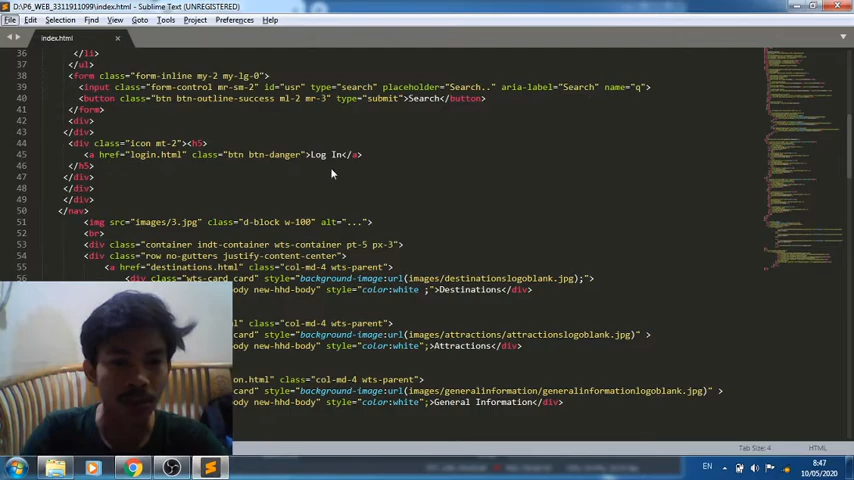 D:\P6_WEB_3311911099\index.html - Sublime Text (UNREGISTERED)
File Edit Selection Find View Goto Tools Project Preferences Help
index.html
36 </li>
37 </ul>
38 <form class="form-inline my-2 my-lg-0">
39 <input class="form-control mr-sm-2" id="usr" type="search" placeholder="Search.." aria-label="Search" name="q">
40 <button class="btn btn-outline-success ml-2 mr-3" type="submit">Search</button>
41 </form>
42 <div>
43 </div>
44 <div class="icon mt-2"><h5>
45 <a href="login.html" class="btn btn-danger">Log In</a>
46 </h5>
47 </div>
48 </div>
49 </div>
50 </nav>
51 <img src="images/3.jpg" class="d-block w-100" alt="...">
52 <br>
53 <div class="container indt-container wts-container pt-5 px-3">
54 <div class="row no-gutters justify-content-center">
55 <a href="destinations.html" class="col-md-4 wts-parent">
56 <div class="wts-card card" style="background-image:url(images/destinationslogoblank.jpg);">
body new-hhd-body" style="color:white ;">Destinations</div>
.html" class="col-md-4 wts-parent">
card" style="background-image:url(images/attractions/attractionslogoblank.jpg)" >
body new-hhd-body" style="color:white";>Attractions</div>
on.html" class="col-md-4 wts-parent">
card" style="background-image:url(images/generalinformation/generalinformationlogoblank.jpg)" >
body new-hhd-body" style="color:white";>General Information</div>
Tab Size: 4 HTML
EN 8:47
10/05/2020